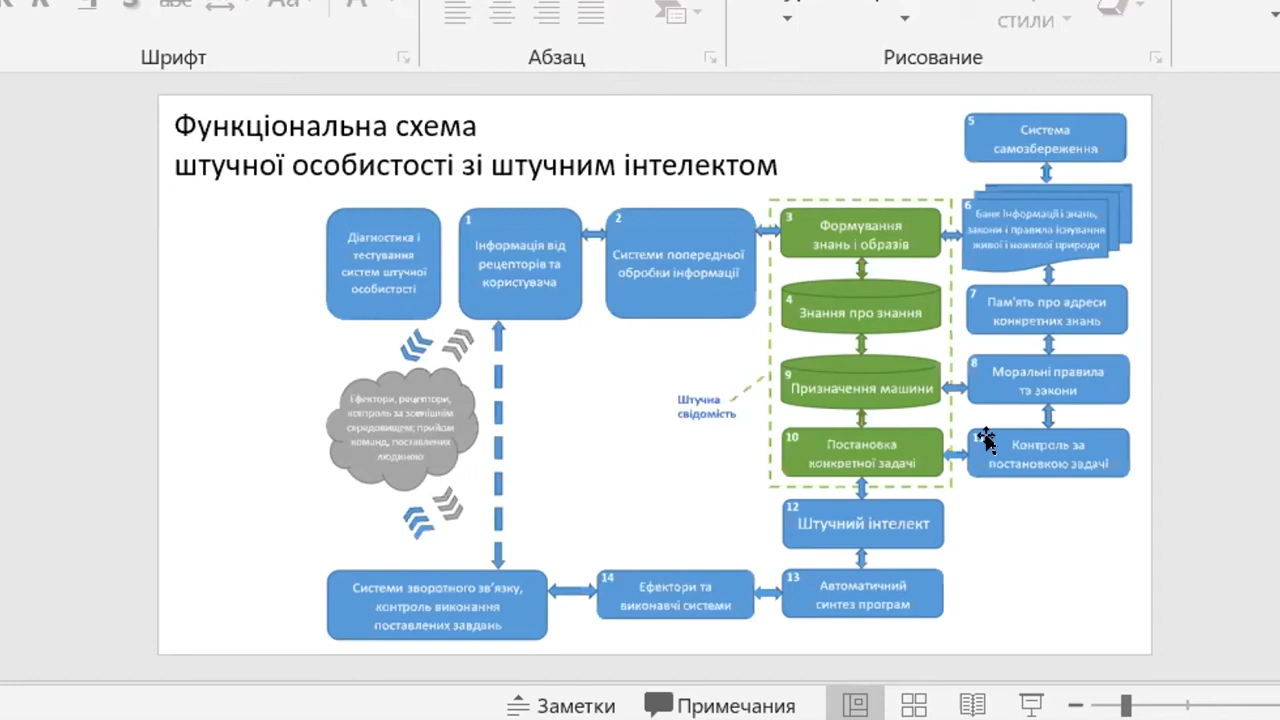 стили
Шрифт
Абзац
Рисование
Функціональна схема
штучної особистості зі штучним інтелектом
5
Система
самозбереження
Діагностика і
тестування
систем штучної
особистості
1
Інформація від
рецепторів та
користувача
2
Системи попередньої
обробки інформації
3
Формування
знань і образів
6
Банк інформації і знань,
закони і правила існування
живої і неживої природи
4
Знання про знання
7
Пам'ять про адреси
конкретних знань
9
Призначення машини
8
Моральні правила
та закони
Штучна
свідомість
Ефектори, рецептори,
контроль за зовнішнім
середовищем; прийом
команд, поставлених
людиною
10
Постановка
конкретної задачі
Контроль за
постановкою задачі
12
Штучний інтелект
Системи зворотного зв'язку,
контроль виконання
поставлених завдань
14
Ефектори та
виконавчі системи
13
Автоматичний
синтез програм
Заметки
Примечания